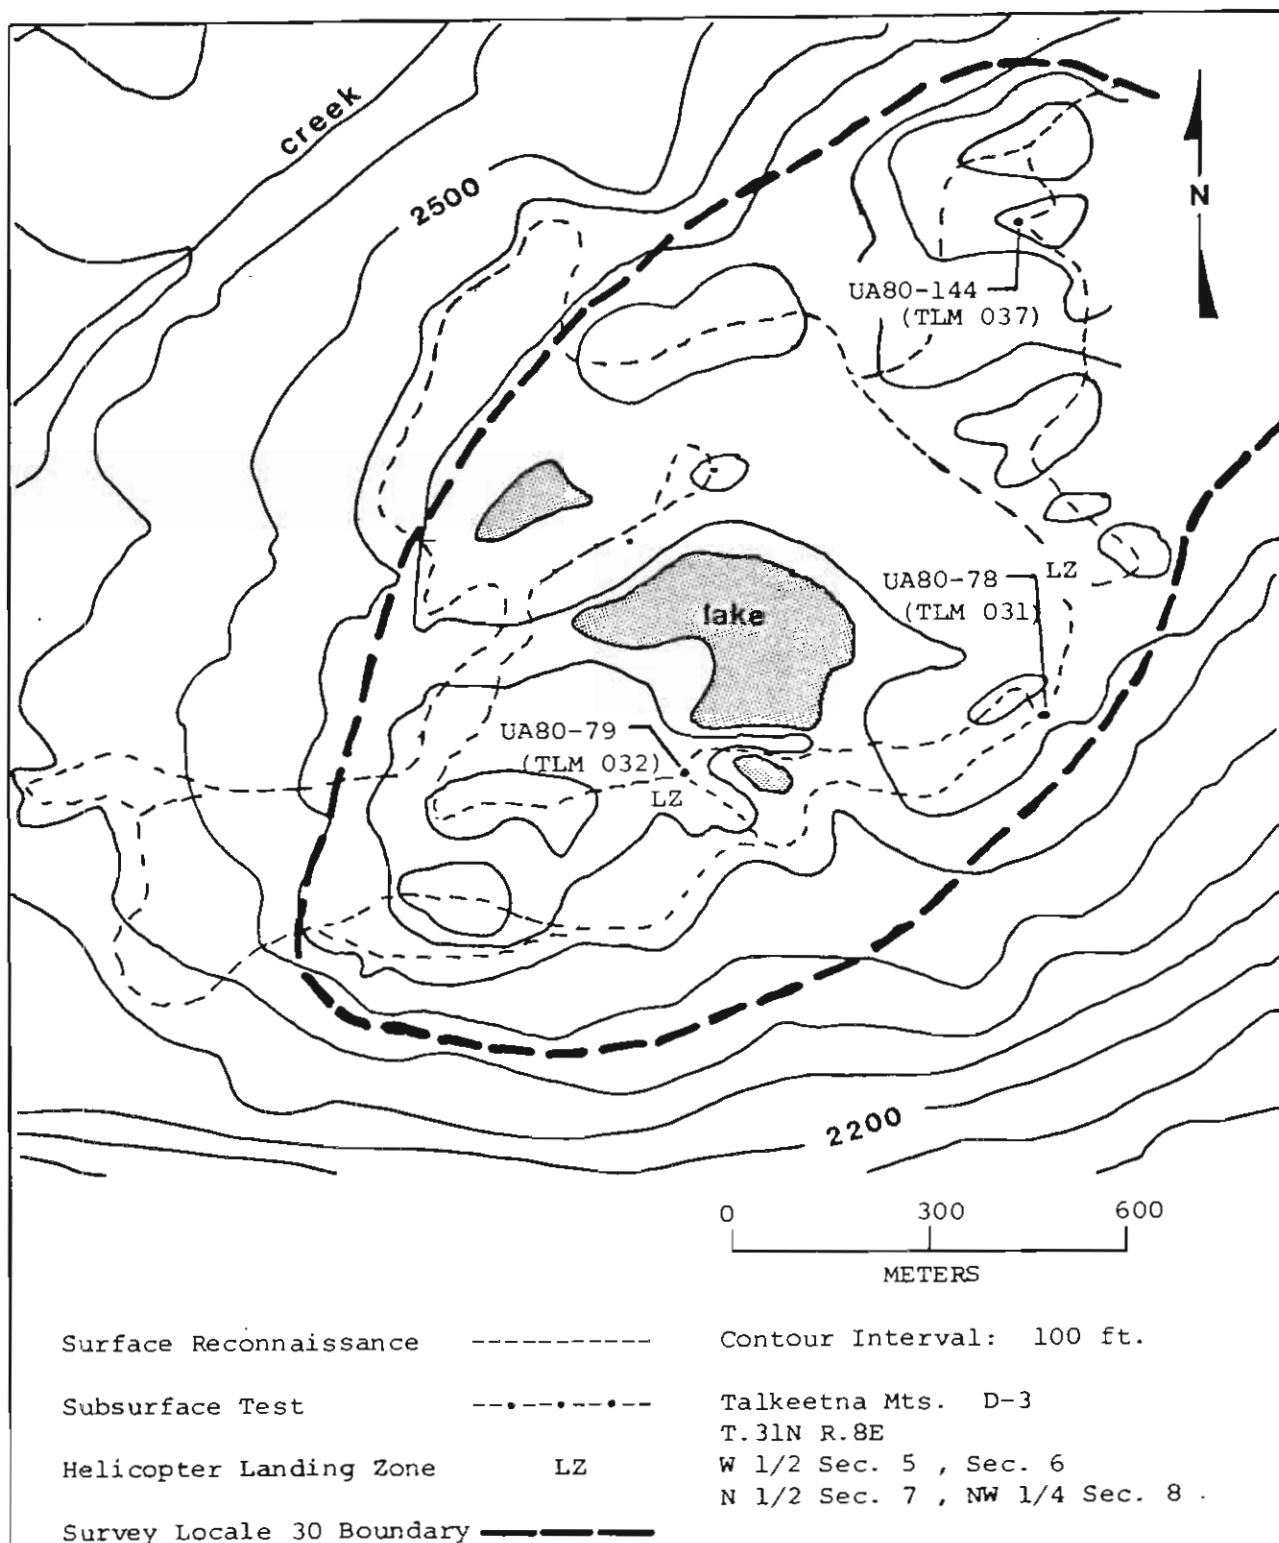 creek
2500
N
UA80-144
(TLM 037)
UA80-78
LZ
(TLM 031)
lake
UA80-79
(TLM 032)
LZ
2200
0 300 600
METERS
Surface Reconnaissance
Contour Interval: 100 ft.
Subsurface Test
Talkeetna Mts. D-3
T.31N R.8E
Helicopter Landing Zone LZ
W 1/2 Sec. 5 , Sec. 6
N 1/2 Sec. 7 , NW 1/4 Sec. 8 .
Survey Locale 30 Boundary